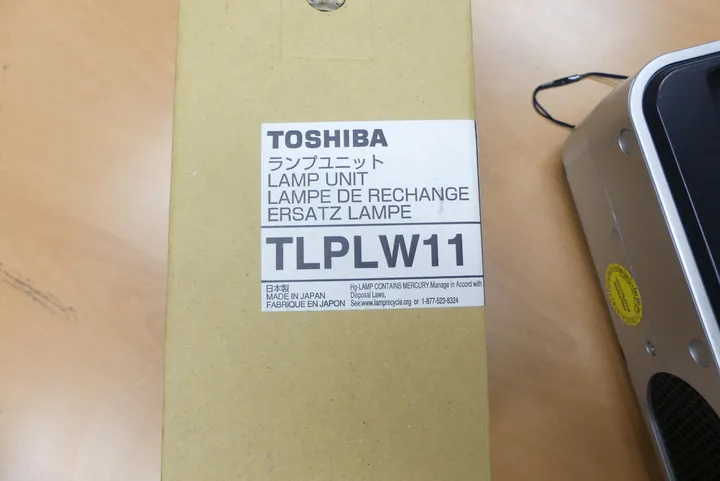 TOSHIBA
ランプユニット
LAMP UNIT
LAMPE DE RECHANGE
ERSATZ LAMPE
TLPLW11
日本製
MADE IN JAPAN
FABRIQUE EN JAPON
Hg-LAMP CONTAINS MERCURY. Manage in Accord with
Disposal Laws,
See:www.lamprecycle.org or 1-877-523-8324